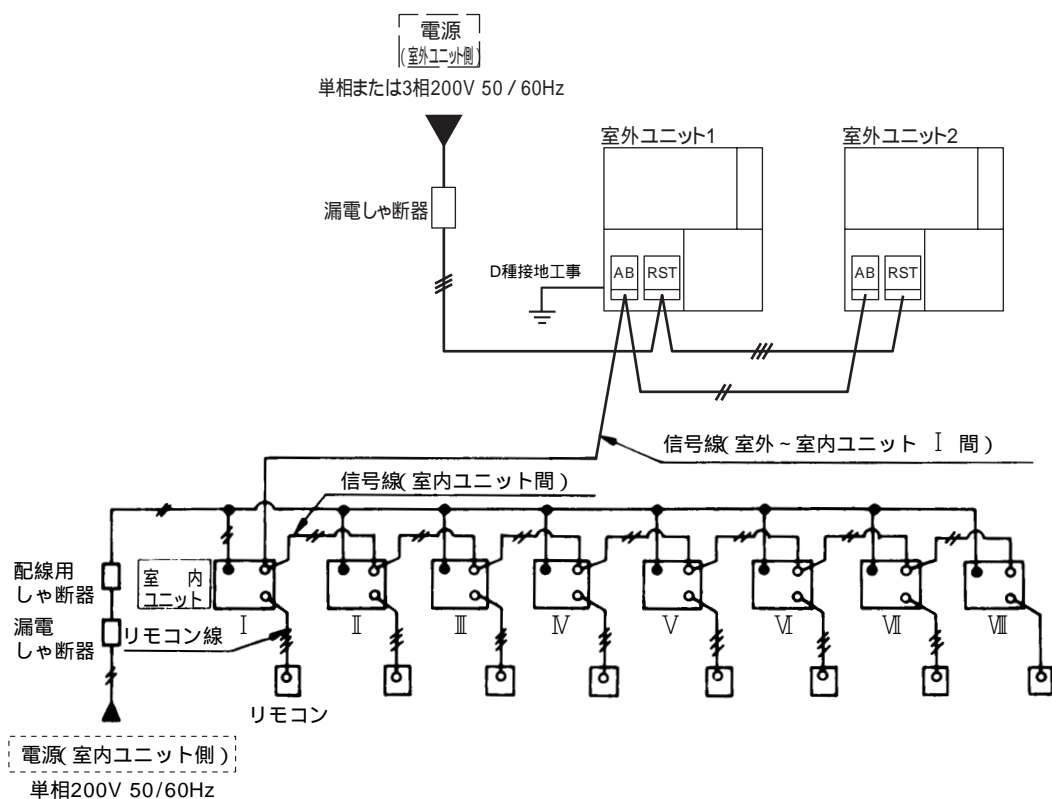 電源
(室外ユニット側)
単相または3相200V 50 / 60Hz
室外ユニット1
室外ユニット2
漏電しゃ断器
D種接地工事
AB
RST
AB
RST
信号線(室外~室内ユニット Ⅰ 間)
信号線(室内ユニット間)
配線用
しゃ断器
室 内
ユニット
漏電
しゃ断器
リモコン線
Ⅰ
Ⅱ
Ⅲ
Ⅳ
Ⅴ
Ⅵ
Ⅶ
Ⅷ
リモコン
電源(室内ユニット側)
単相200V 50/60Hz